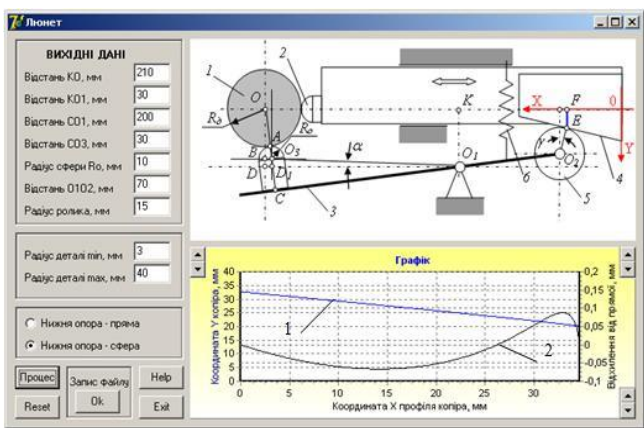 Люнет
ВИХІДНІ ДАНІ
Відстань KO, мм 210
Відстань KO1, мм 30
Відстань CO1, мм 200
Відстань CO3, мм 30
Радіус сфери Ro, мм 10
Відстань O1O2, мм 70
Радіус ролика, мм 15
Радіус деталі min, мм 3
Радіус деталі max, мм 40
Нижня опора - пряма
Нижня опора - сфера
Процес
Запис файлу
Help
Reset
Ok
Exit
1
2
O
K
X
F
0
Rд
Ro
E
A
B
O3
α
γ
Y
D
D1
O1
O2
C
3
6
5
4
Графік
Координата Y копіра, мм
40
35
30
25
20
15
10
5
0
0,2
0,15
0,1
0,05
0
-0,05
-0,1
Відхилення від прямої, мм
1
2
0
5
10
15
20
25
30
Координата X профіля копіра, мм